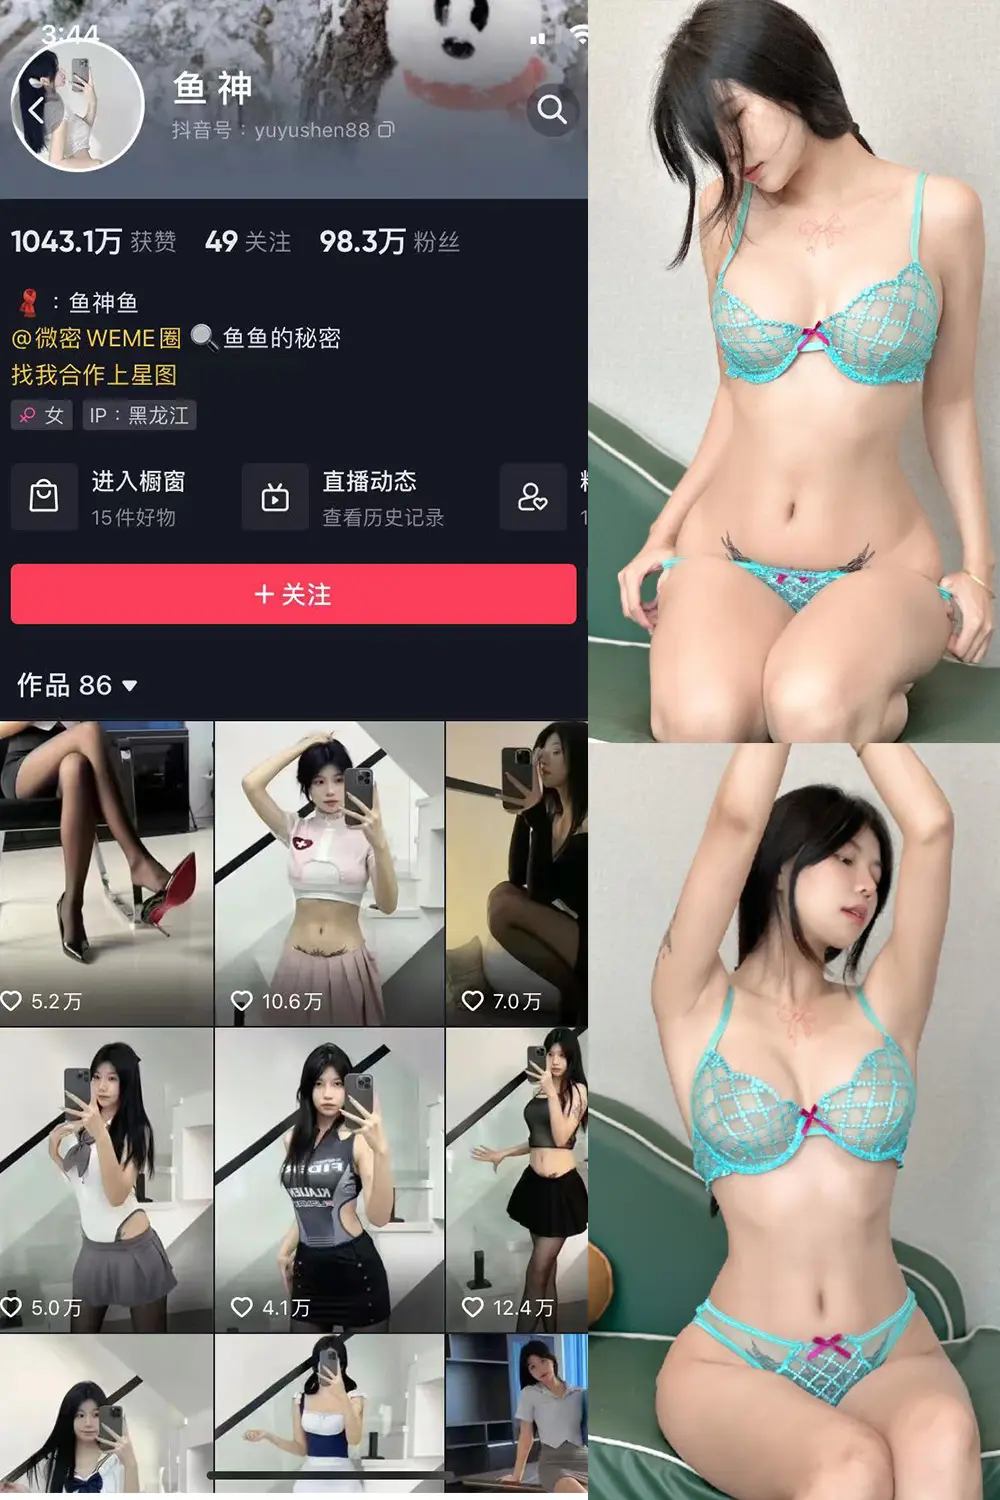 3:44
鱼 神
抖音号：yuyushen88
1043.1万 获赞 49 关注 98.3万 粉丝
：鱼神鱼
@微密 WEME圈 鱼鱼的秘密
找我合作上星图
女 IP：黑龙江
进入橱窗
15件好物
直播动态
查看历史记录
+ 关注
作品 86
5.2万
10.6万
7.0万
5.0万
4.1万
12.4万